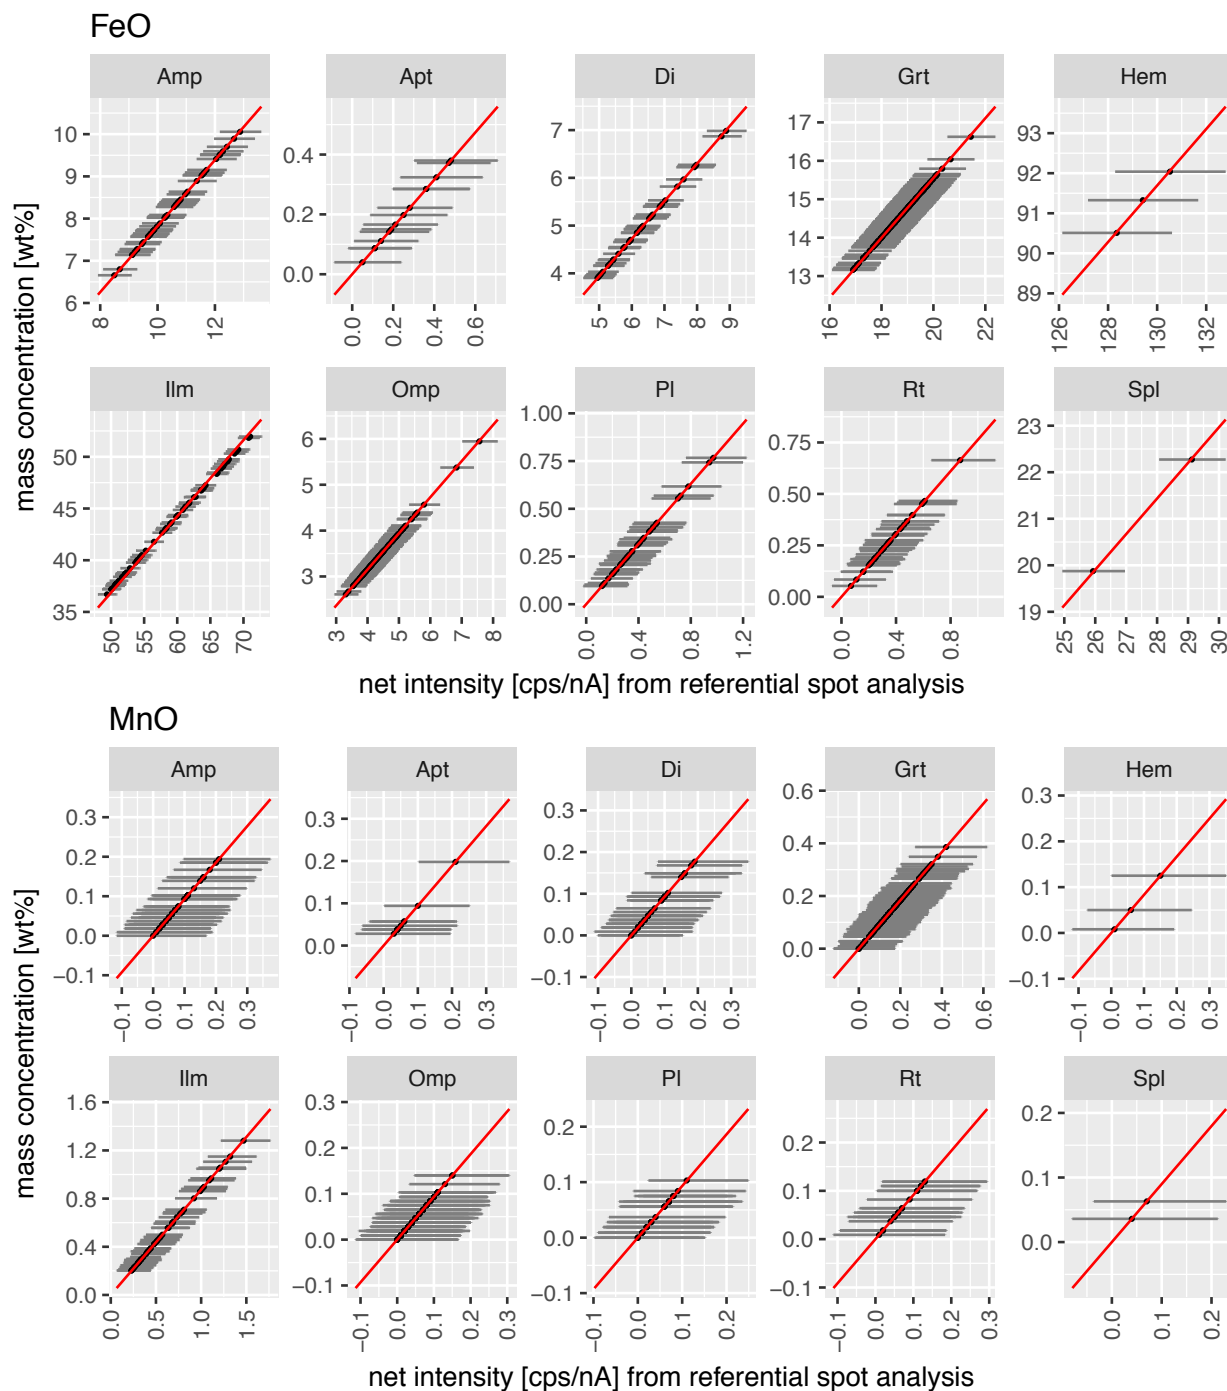 FeO
Amp Apt Di Grt Hem
10 9 8 7 6
0.4 0.2 0.0
7 6 5 4
17 16 15 14 13
93 92 91 90 89
8 10 12
0.0 0.1 0.2 0.3 0.4 0.5 0.6
5 6 7 8 9
16 18 20 22
126 128 130 132
mass concentration [wt%]
Ilm Omp Pl Rt Spl
50 45 40 35
6 5 4 3
1.00 0.75 0.50 0.25 0.00
0.75 0.50 0.25 0.00
23 22 21 20 19
50 55 60 65 70
3 4 5 6 7 8
0.0 0.4 0.8 1.2
0.0 0.4 0.8
25 26 27 28 29 30
net intensity [cps/nA] from referential spot analysis
MnO
Amp Apt Di Grt Hem
0.3 0.2 0.1 0.0 −0.1
0.3 0.2 0.1 0.0
0.3 0.2 0.1 0.0 −0.1
0.6 0.4 0.2 0.0
0.3 0.2 0.1 0.0 −0.1
−0.1 0.0 0.1 0.2 0.3
0.0 0.1 0.2 0.3
−0.1 0.0 0.1 0.2 0.3
0.0 0.2 0.4 0.6
−0.1 0.0 0.1 0.2 0.3
mass concentration [wt%]
Ilm Omp Pl Rt Spl
1.6 1.2 0.8 0.4 0.0
0.3 0.2 0.1 0.0 −0.1
0.2 0.1 0.0 −0.1
0.2 0.1 0.0 −0.1
0.2 0.1 0.0
0.0 0.5 1.0 1.5
−0.1 0.0 0.1 0.2 0.3
−0.1 0.0 0.1 0.2
−0.1 0.0 0.1 0.2 0.3
0.0 0.1 0.2
net intensity [cps/nA] from referential spot analysis